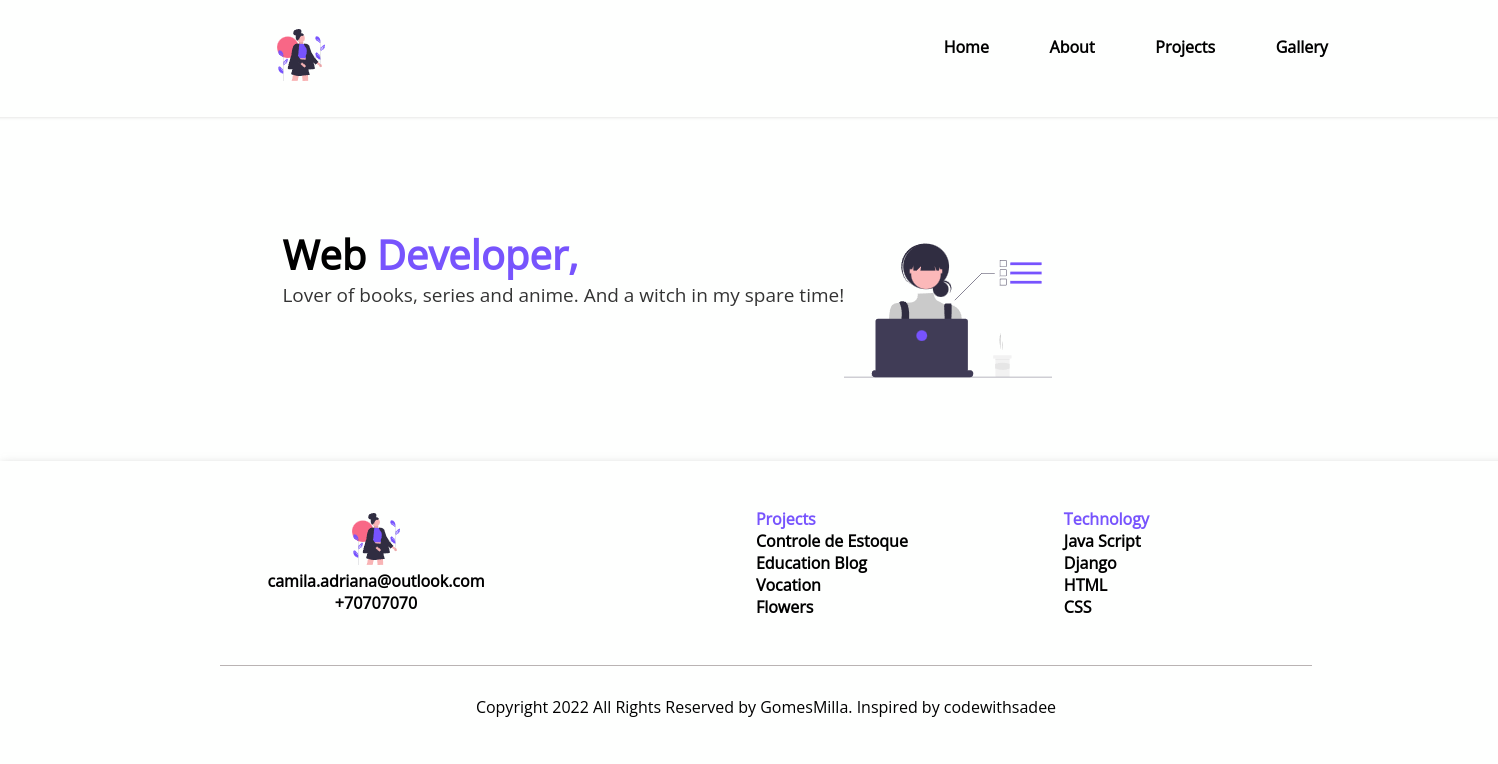 Home About Projects Gallery
Web Developer,
Lover of books, series and anime. And a witch in my spare time!
camila.adriana@outlook.com
+70707070
Projects
Controle de Estoque
Education Blog
Vocation
Flowers
Technology
Java Script
Django
HTML
CSS
Copyright 2022 All Rights Reserved by GomesMilla. Inspired by codewithsadee